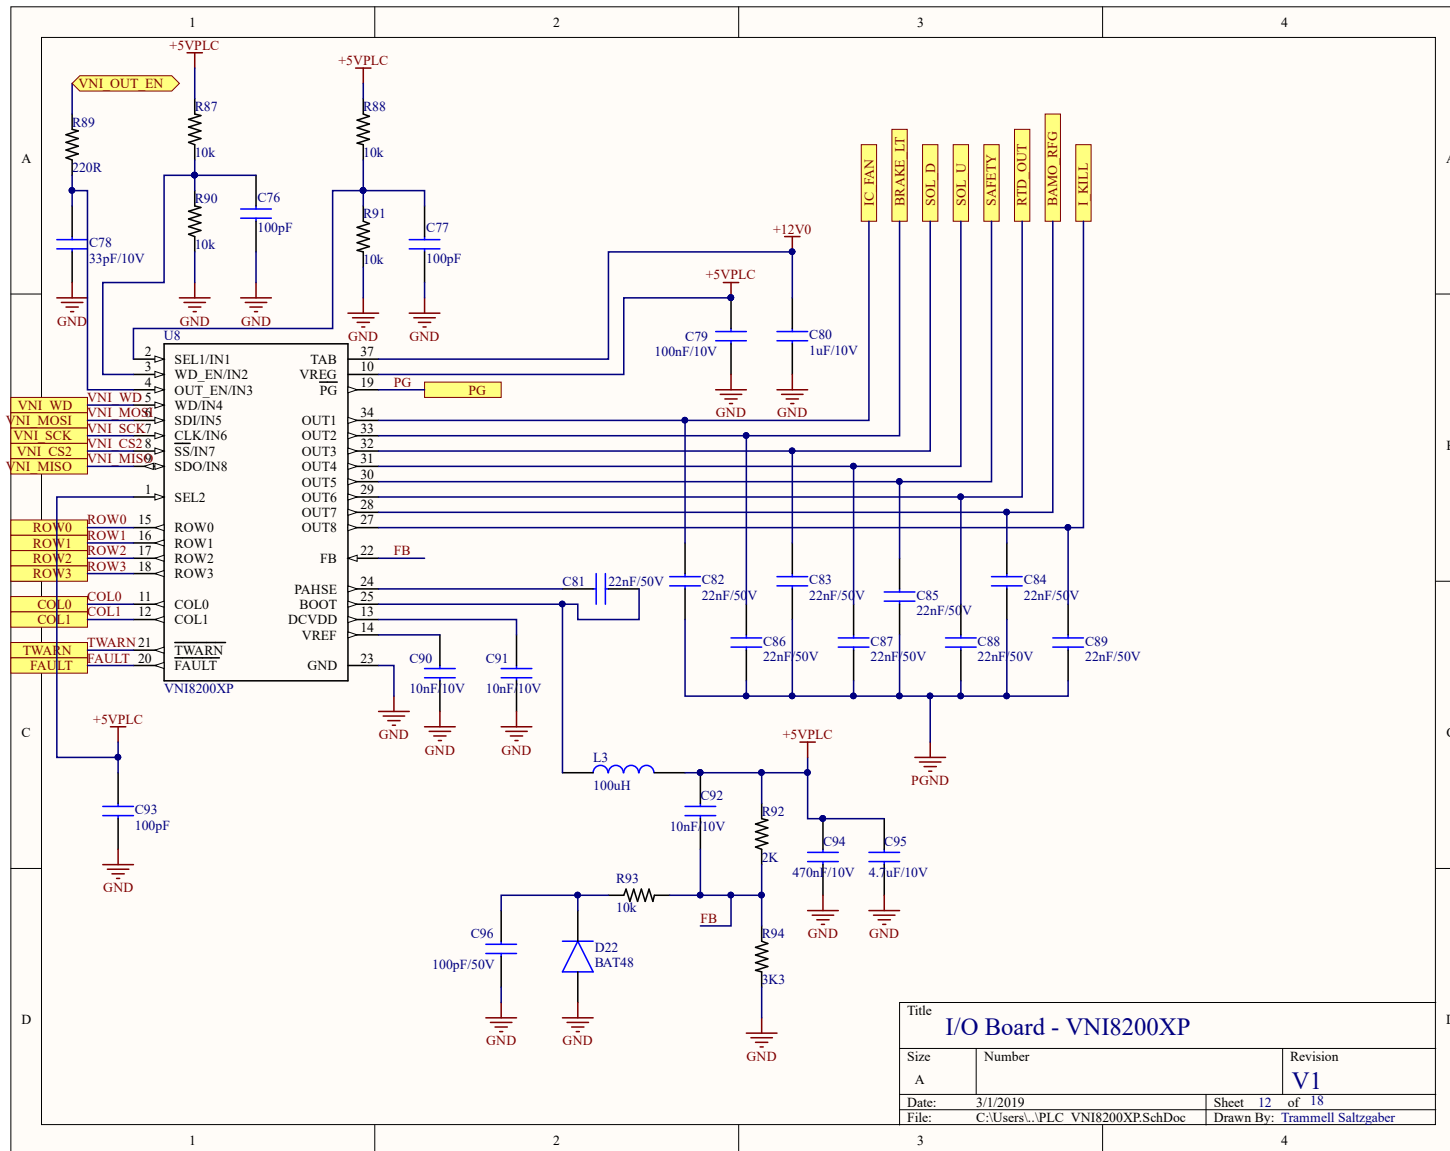 1 2 3 4
A
B
C
D
+5VPLC
VNI_OUT_EN
R89
220R
R87
10k
R90
10k
C76
100pF
C78
33pF/10V
GND
GND
GND
+5VPLC
R88
10k
R91
10k
C77
100pF
GND
GND
IC_FAN
BRAKE_LT
SOL_D
SOL_U
SAFETY
RTD_OUT
BAMO_RFG
I_KILL
+12V0
+5VPLC
C79
100nF/10V
C80
1uF/10V
GND
GND
U8
2 SEL1/IN1
3 WD_EN/IN2
4 OUT_EN/IN3
VNI_WD VNI_WD 5 WD/IN4
VNI_MOSI VNI_MOSI 6 SDI/IN5
VNI_SCK VNI_SCK 7 CLK/IN6
VNI_CS2 VNI_CS2 8 SS/IN7
VNI_MISO VNI_MISO 9 SDO/IN8
1 SEL2
ROW0 ROW0 15 ROW0
ROW1 ROW1 16 ROW1
ROW2 ROW2 17 ROW2
ROW3 ROW3 18 ROW3
COL0 COL0 11 COL0
COL1 COL1 12 COL1
TWARN TWARN 21 TWARN
FAULT FAULT 20 FAULT
TAB 37
VREG 10
PG 19 PG PG
OUT1 34
OUT2 33
OUT3 32
OUT4 31
OUT5 30
OUT6 29
OUT7 28
OUT8 27
FB 22 FB
PAHSE 24
BOOT 25
DCVDD 13
VREF 14
GND 23
VNI8200XP
C81 22nF/50V
C82
22nF/50V
C83
22nF/50V
C85
22nF/50V
C84
22nF/50V
C86
22nF/50V
C87
22nF/50V
C88
22nF/50V
C89
22nF/50V
PGND
C90
10nF/10V
C91
10nF/10V
GND
GND
GND
+5VPLC
C93
100pF
GND
+5VPLC
L3
100uH
C92
10nF/10V
R92
2K
C94
470nF/10V
C95
4.7uF/10V
GND
GND
R93
10k
FB
R94
3K3
C96
100pF/50V
D22
BAT48
GND
GND
GND
Title
I/O Board - VNI8200XP
Size
A
Number
Revision
V1
Date: 3/1/2019 Sheet 12 of 18
File: C:\Users\..\PLC_VNI8200XP.SchDoc Drawn By: Trammell Saltzgaber
1 2 3 4